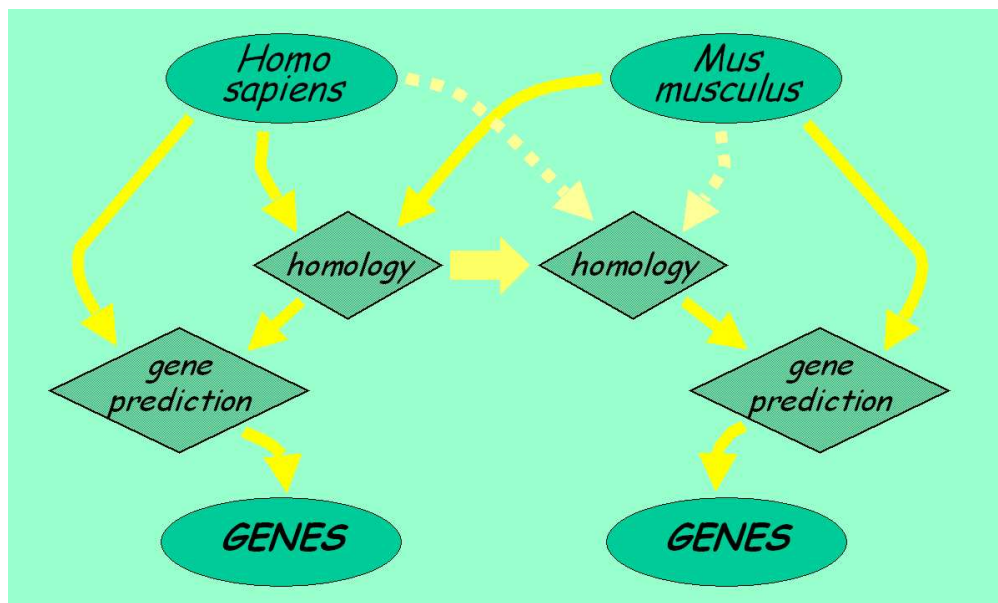 Homo
sapiens
Mus
musculus
homology
homology
gene
prediction
gene
prediction
GENES
GENES